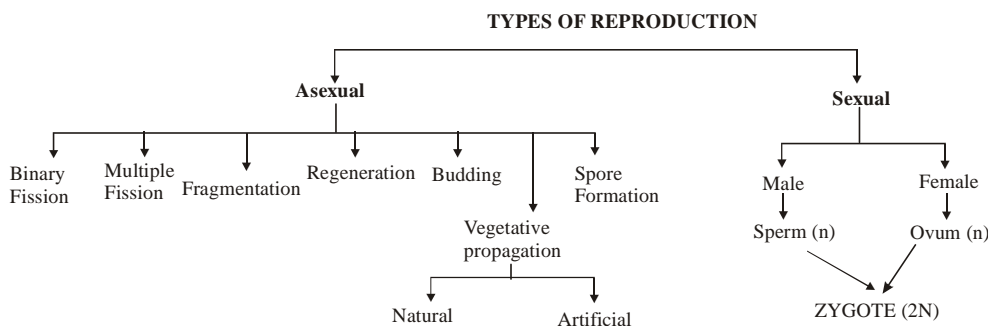 TYPES OF REPRODUCTION
Asexual
Sexual
Binary
Fission
Multiple
Fission
Fragmentation
Regeneration
Budding
Spore
Formation
Vegetative
propagation
Natural
Artificial
Male
Female
Sperm (n)
Ovum (n)
ZYGOTE (2N)